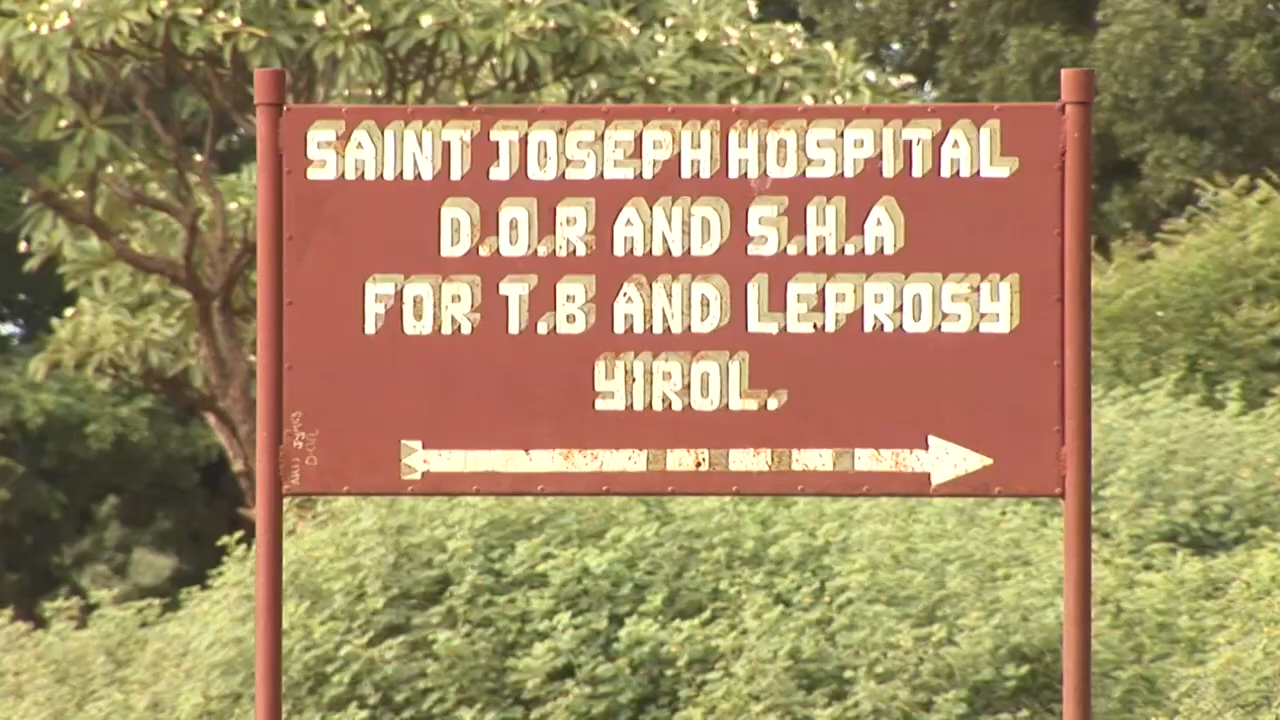 SAINT JOSEPH HOSPITAL
D.O.R AND S.H.A
FOR T.B AND LEPROSY
YIROL.